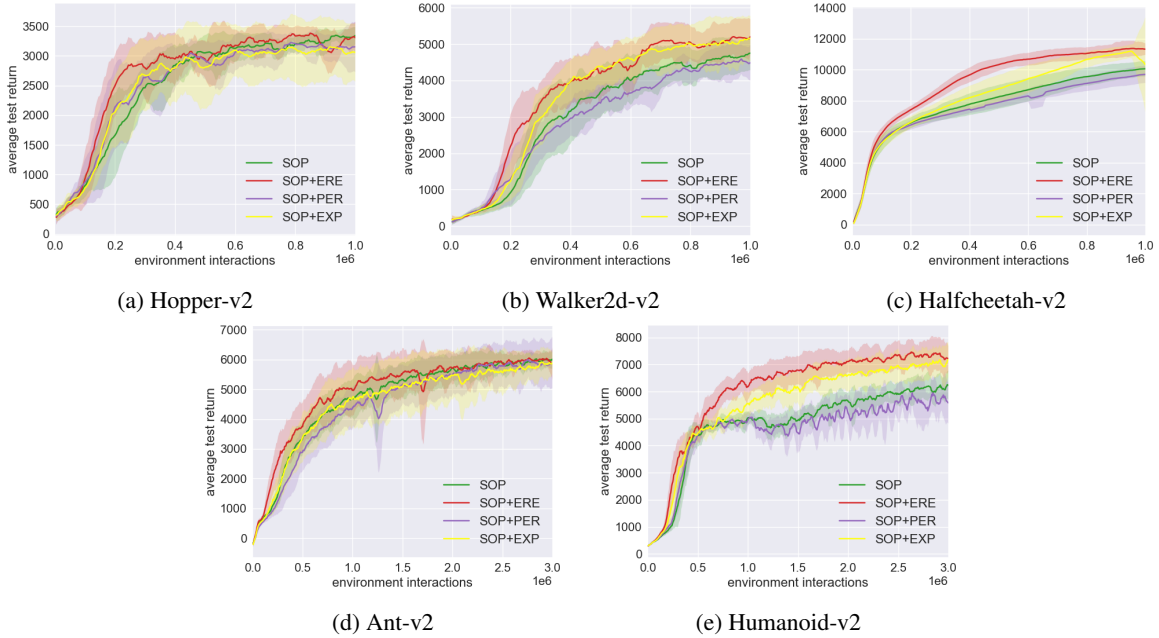 3500
3000
2500
2000
1500
1000
500
0
average test return
SOP
SOP+ERE
SOP+PER
SOP+EXP
0.0 0.2 0.4 0.6 0.8 1.0
environment interactions 1e6
(a) Hopper-v2
6000
5000
4000
3000
2000
1000
0
average test return
SOP
SOP+ERE
SOP+PER
SOP+EXP
0.0 0.2 0.4 0.6 0.8 1.0
environment interactions 1e6
(b) Walker2d-v2
14000
12000
10000
8000
6000
4000
2000
0
average test return
SOP
SOP+ERE
SOP+PER
SOP+EXP
0.0 0.2 0.4 0.6 0.8 1.0
environment interactions 1e6
(c) Halfcheetah-v2
7000
6000
5000
4000
3000
2000
1000
0
average test return
SOP
SOP+ERE
SOP+PER
SOP+EXP
0.0 0.5 1.0 1.5 2.0 2.5 3.0
environment interactions 1e6
(d) Ant-v2
8000
7000
6000
5000
4000
3000
2000
1000
0
average test return
SOP
SOP+ERE
SOP+PER
SOP+EXP
0.0 0.5 1.0 1.5 2.0 2.5 3.0
environment interactions 1e6
(e) Humanoid-v2